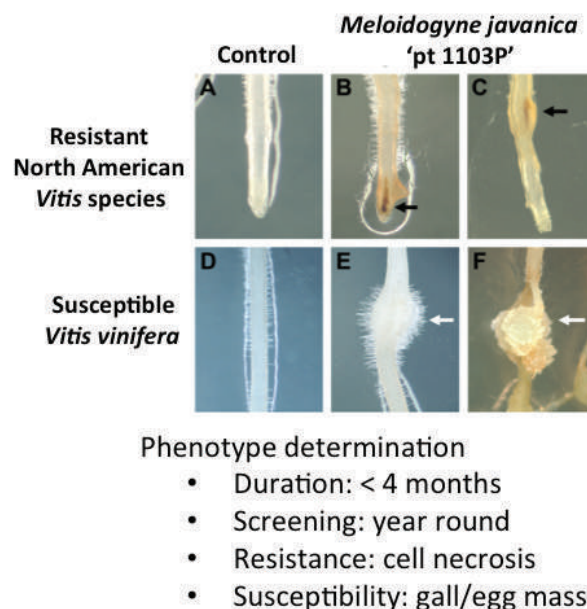 Control
Meloidogyne javanica
‘pt 1103P’
A
B
C
Resistant
North American
Vitis species
D
E
F
Susceptible
Vitis vinifera
Phenotype determination
• Duration: < 4 months
• Screening: year round
• Resistance: cell necrosis
• Susceptibility: gall/egg mass